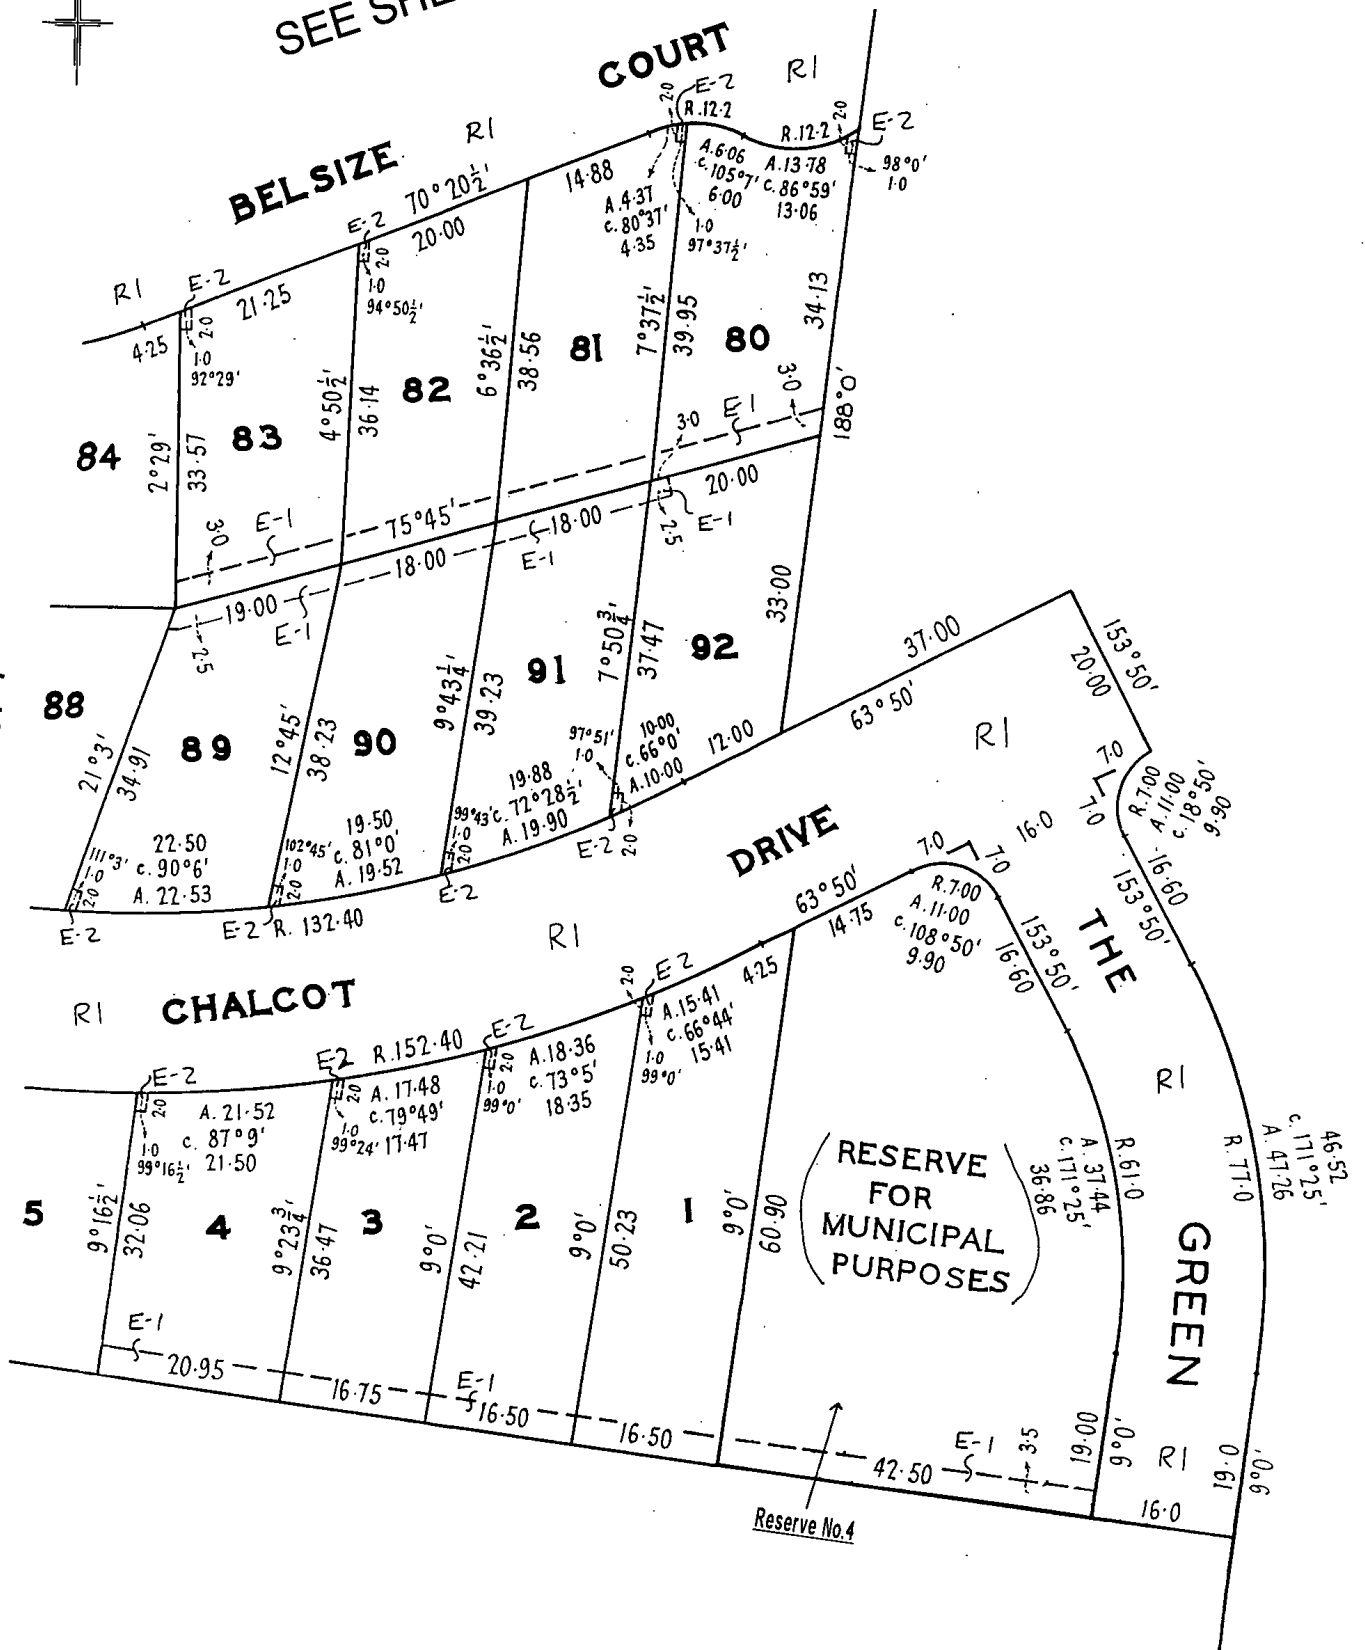 SEE SHE
COURT
R1
BELSIZE
R1
70°20½'
E-2
2.0
R.12.2
R.12.2
2.0
E-2
98°0'
1.0
A.6.06
c.105°7'
6.00
A.13.78
c.86°59'
13.06
14.88
A.4.37
c.80°37'
4.35
1.0
97°37½'
E-2
20.00
2.0
1.0
94°50½'
R1
E-2
21.25
4.25
2.0
1.0
92°29'
84
2°29'
33.57
83
4°50½'
36.14
82
6°36½'
38.56
81
7°37½'
39.95
80
34.13
188°0'
3.0
E-1
75°45'
3.0
E-1
3.0
19.00
E-1
18.00
E-1
18.00
E-1
20.00
2.5
2.5
88
21°3'
34.91
89
12°45'
38.23
90
9°43¼'
39.23
91
7°50¾'
37.47
92
33.00
22.50
c.90°6'
A.22.53
111°3'
1.0
2.0
E-2
19.50
c.81°0'
A.19.52
102°45'
1.0
2.0
E-2
R.132.40
19.88
c.72°28½'
A.19.90
99°43'
1.0
2.0
E-2
10.00
c.66°0'
A.10.00
97°51'
1.0
2.0
E-2
12.00
37.00
63°50'
153°50'
20.00
R1
7.0
7.0
R.7.00
A.11.00
c.18°50'
9.90
16.60
153°50'
16.0
CHALCOT
DRIVE
R1
R1
63°50'
14.75
7.0
7.0
R.7.00
A.11.00
c.108°50'
9.90
153°50'
16.60
THE
GREEN
R1
R.152.40
E-2
2.0
1.0
99°16½'
A.21.52
c.87°9'
21.50
E-2
2.0
1.0
99°24'
A.17.48
c.79°49'
17.47
E-2
2.0
1.0
99°0'
A.18.36
c.73°5'
18.35
E-2
2.0
1.0
99°0'
A.15.41
c.66°44'
15.41
4.25
5
9°16½'
32.06
4
9°23¾'
36.47
3
9°0'
42.21
2
9°0'
50.23
1
9°0'
60.90
RESERVE
FOR
MUNICIPAL
PURPOSES
R.61.0
A.37.44
c.171°25'
36.86
R.77.0
A.47.26
c.171°25'
46.52
E-1
20.95
16.75
E-1
16.50
16.50
42.50
E-1
3.5
19.00
9°0'
R1
19.0
9°0'
16.0
Reserve No.4